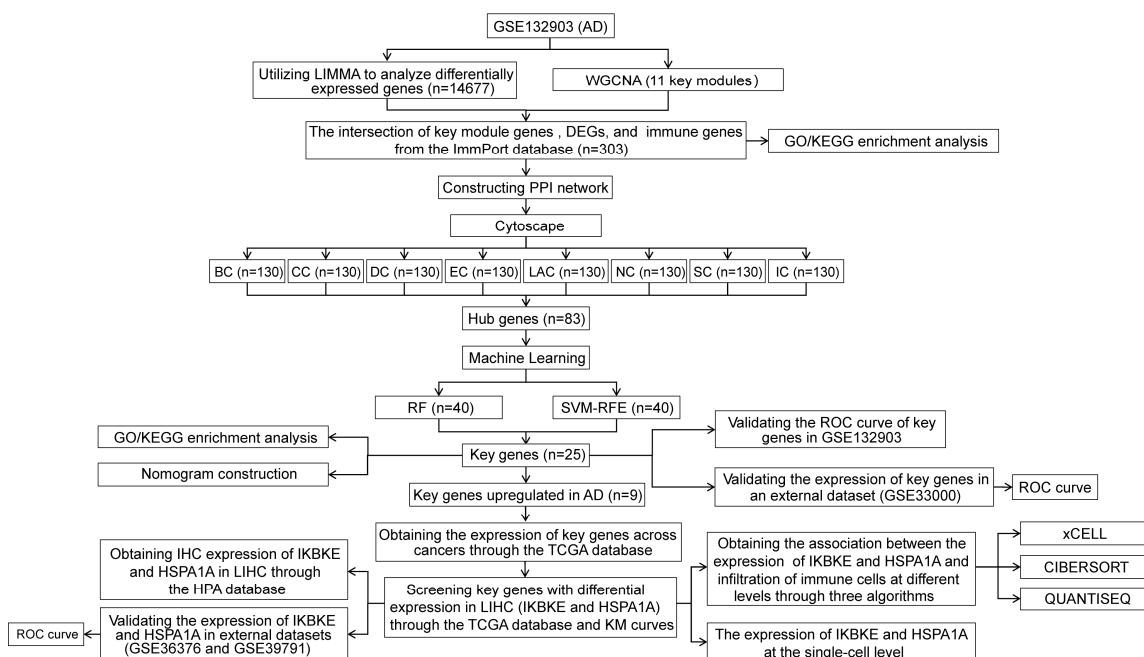 GSE132903 (AD)
Utilizing LIMMA to analyze differentially
expressed genes (n=14677)
WGCNA (11 key modules)
The intersection of key module genes , DEGs, and immune genes
from the ImmPort database (n=303)
GO/KEGG enrichment analysis
Constructing PPI network
Cytoscape
BC (n=130)
CC (n=130)
DC (n=130)
EC (n=130)
LAC (n=130)
NC (n=130)
SC (n=130)
IC (n=130)
Hub genes (n=83)
Machine Learning
RF (n=40)
SVM-RFE (n=40)
GO/KEGG enrichment analysis
Nomogram construction
Key genes (n=25)
Validating the ROC curve of key
genes in GSE132903
Validating the expression of key genes in
an external dataset (GSE33000)
ROC curve
Key genes upregulated in AD (n=9)
Obtaining the expression of key genes across
cancers through the TCGA database
Obtaining IHC expression of IKBKE
and HSPA1A in LIHC through
the HPA database
Screening key genes with differential
expression in LIHC (IKBKE and HSPA1A)
through the TCGA database and KM curves
Obtaining the association between the
expression of IKBKE and HSPA1A and
infiltration of immune cells at different
levels through three algorithms
xCELL
CIBERSORT
QUANTISEQ
ROC curve
Validating the expression of IKBKE
and HSPA1A in external datasets
(GSE36376 and GSE39791)
The expression of IKBKE and HSPA1A
at the single-cell level